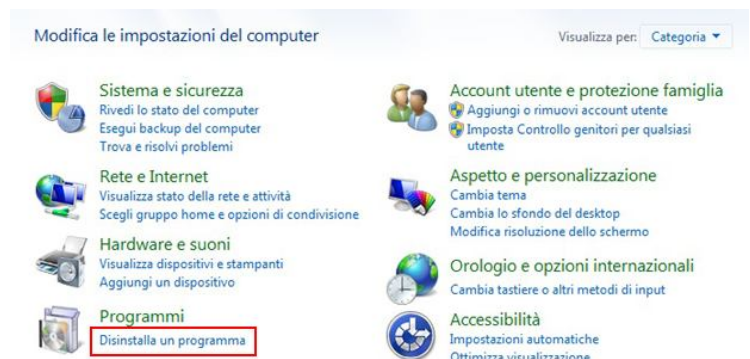 Modifica le impostazioni del computer
Visualizza per: Categoria
Sistema e sicurezza
Rivedi lo stato del computer
Esegui backup del computer
Trova e risolvi problemi
Rete e Internet
Visualizza stato della rete e attività
Scegli gruppo home e opzioni di condivisione
Hardware e suoni
Visualizza dispositivi e stampanti
Aggiungi un dispositivo
Programmi
Disinstalla un programma
Account utente e protezione famiglia
Aggiungi o rimuovi account utente
Imposta Controllo genitori per qualsiasi
utente
Aspetto e personalizzazione
Cambia tema
Cambia lo sfondo del desktop
Modifica risoluzione dello schermo
Orologio e opzioni internazionali
Cambia tastiere o altri metodi di input
Accessibilità
Impostazioni automatiche
Ottimizza visualizzazione